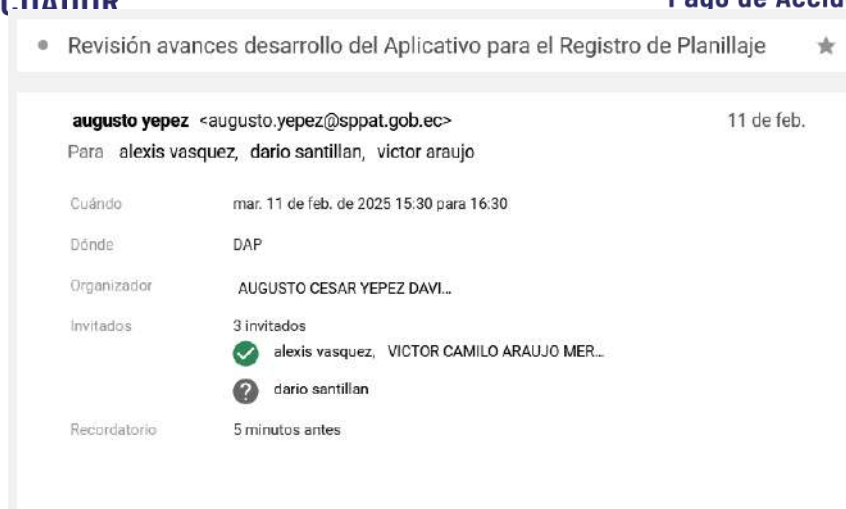 Revisión avances desarrollo del Aplicativo para el Registro de Planillaje
augusto yepez <augusto.yepez@sppat.gob.ec> 11 de feb.
Para alexis vasquez, dario santillan, victor araujo
Cuándo mar. 11 de feb. de 2025 15:30 para 16:30
Dónde DAP
Organizador AUGUSTO CESAR YEPEZ DAVI...
Invitados 3 invitados
alexis vasquez, VICTOR CAMILO ARAUJO MER...
dario santillan
Recordatorio 5 minutos antes